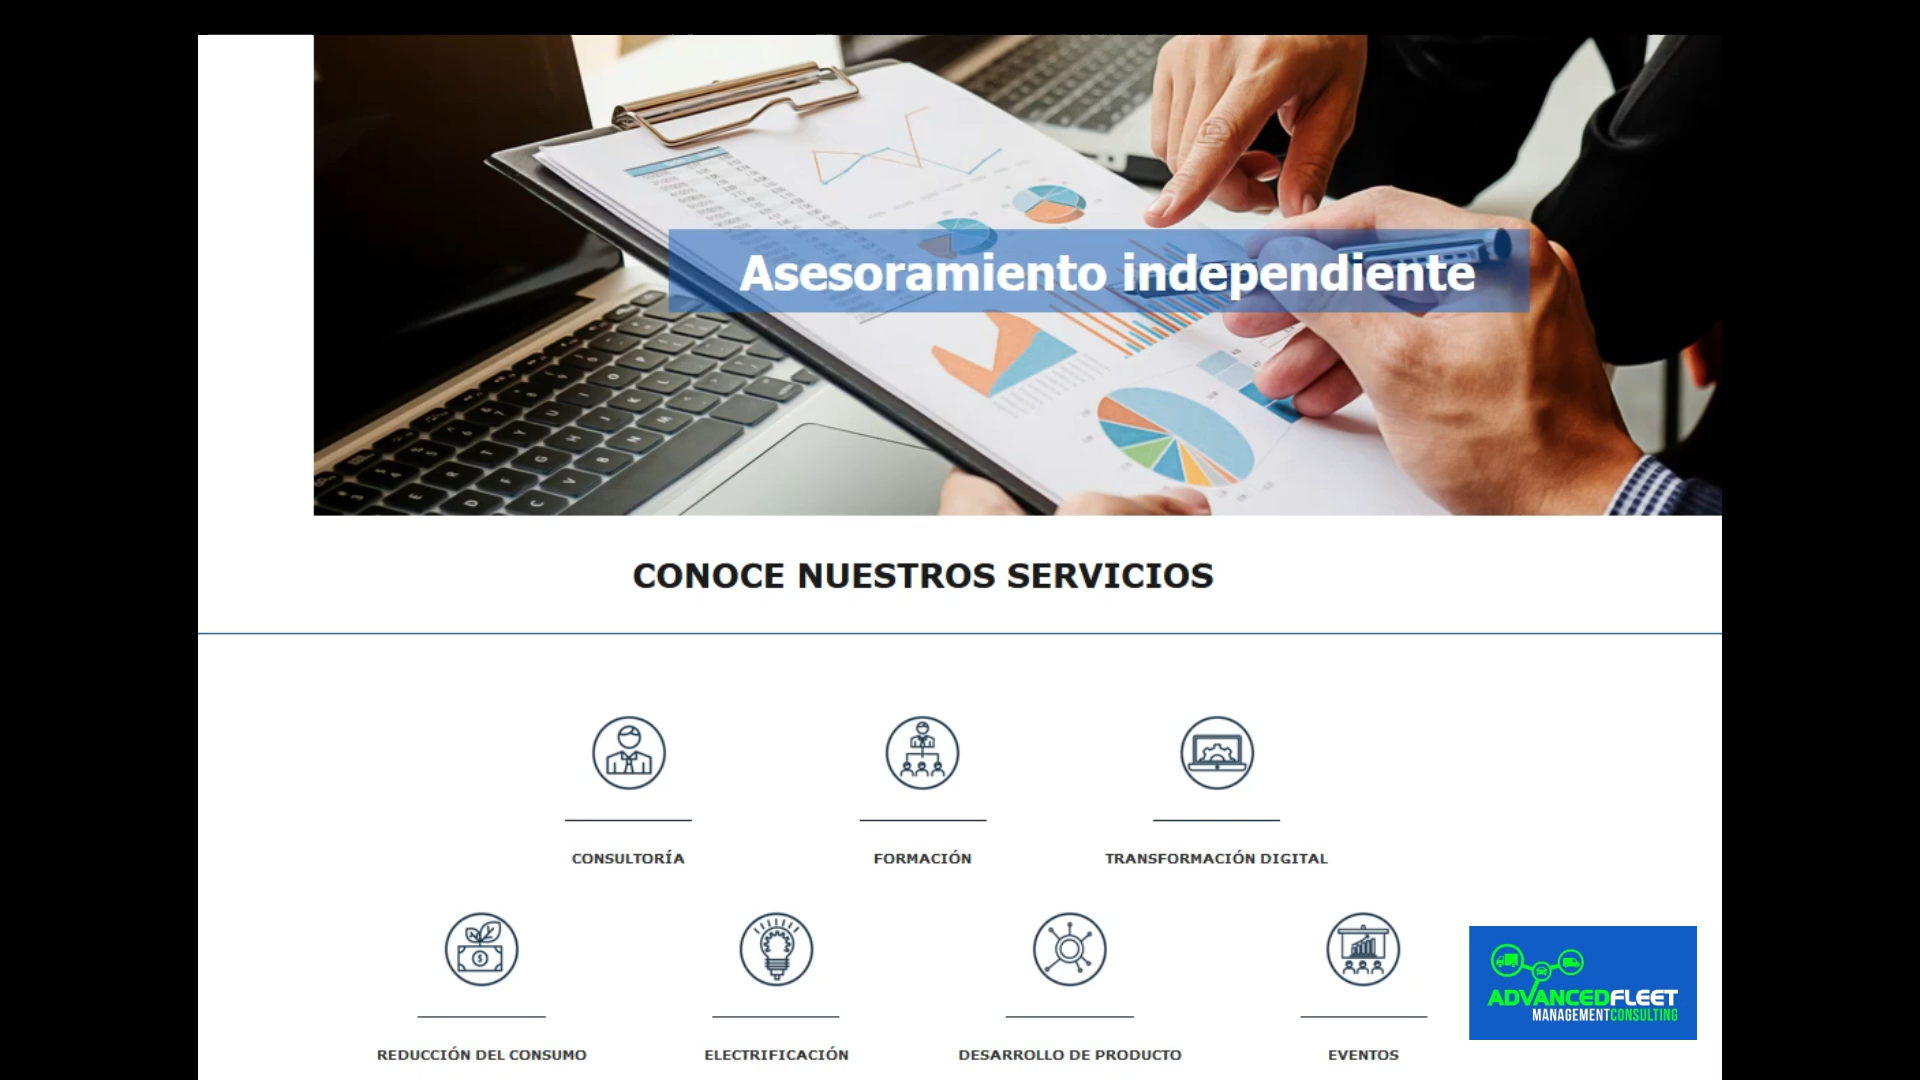 Asesoramiento independiente
CONOCE NUESTROS SERVICIOS
CONSULTORÍA
FORMACIÓN
TRANSFORMACIÓN DIGITAL
REDUCCIÓN DEL CONSUMO
ELECTRIFICACIÓN
DESARROLLO DE PRODUCTO
EVENTOS
ADVANCEDFLEET
MANAGEMENTCONSULTING